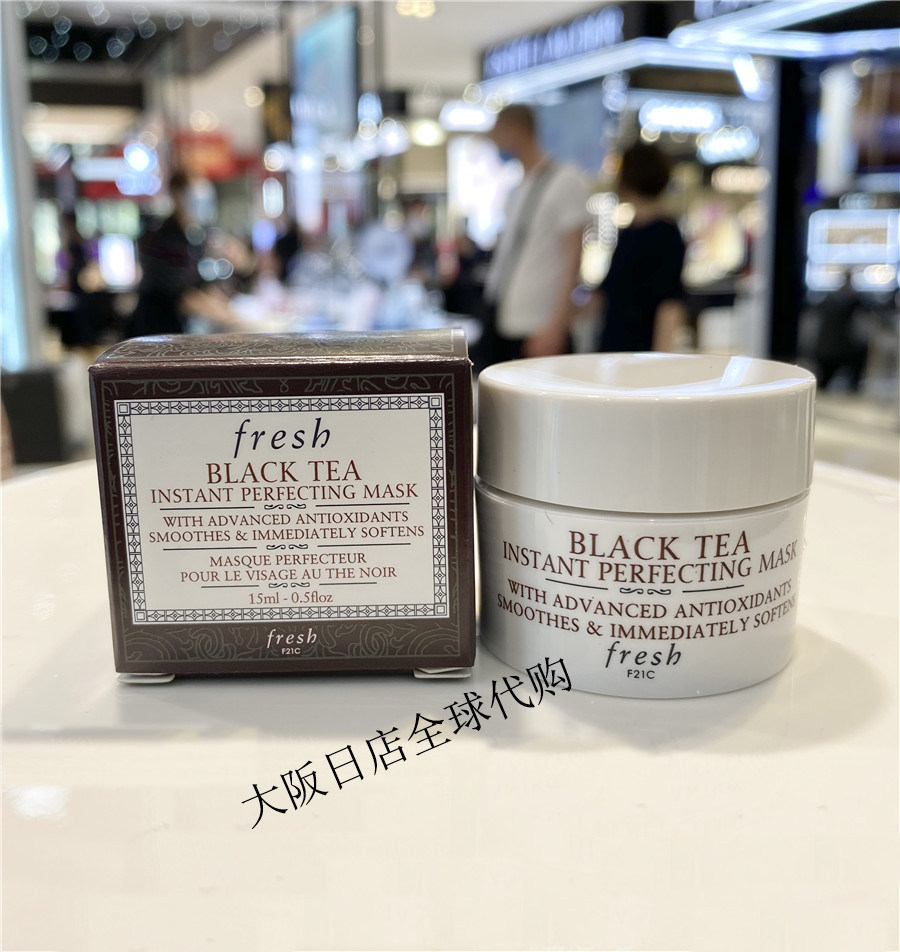 fresh
BLACK TEA
INSTANT PERFECTING MASK
WITH ADVANCED ANTIOXIDANTS
SMOOTHES & IMMEDIATELY SOFTENS
MASQUE PERFECTEUR
POUR LE VISAGE AU THE NOIR
15ml - 0.5floz
fresh
F21C
BLACK TEA
INSTANT PERFECTING MASK
WITH ADVANCED ANTIOXIDANTS
SMOOTHES & IMMEDIATELY SOFTENS
fresh
F21C
大阪日店全球代购